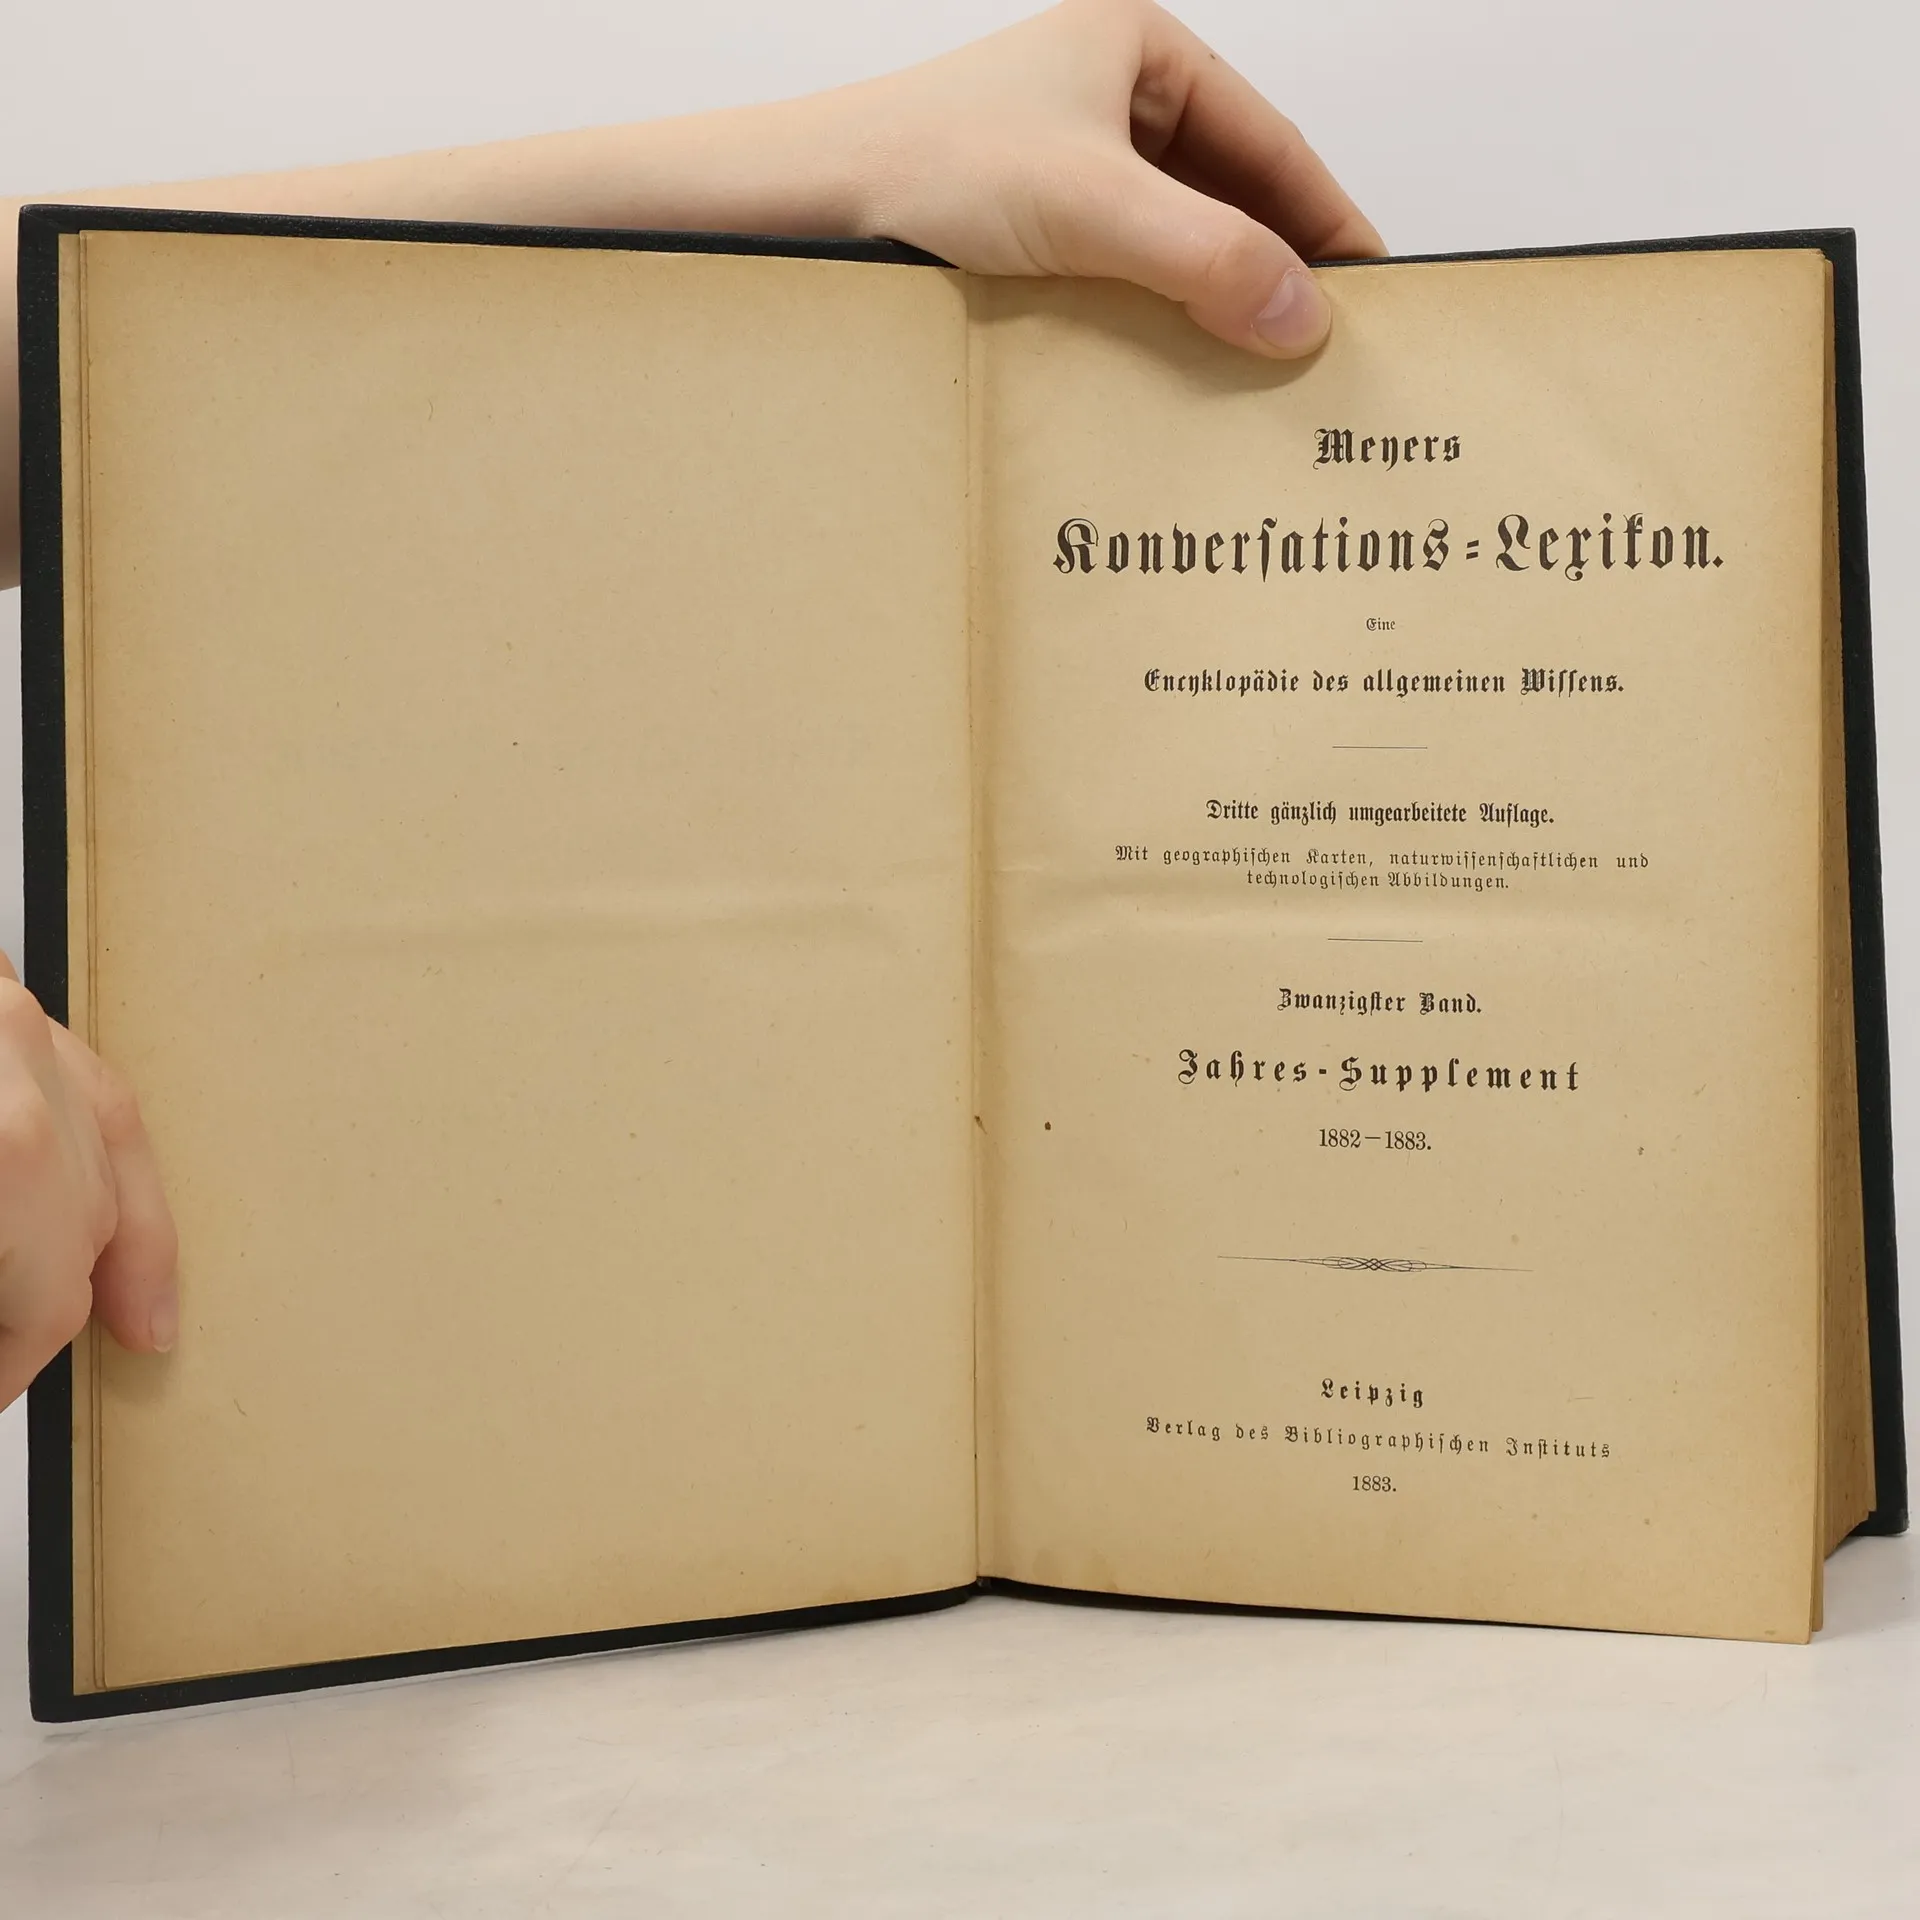 Meyers
Konversations=Lexikon.
Eine
Encyklopädie des allgemeinen Wissens.
Dritte gänzlich umgearbeitete Auflage.
Mit geographischen Karten, naturwissenschaftlichen und
technologischen Abbildungen.
Zwanzigster Band.
Jahres-Supplement
1882–1883.
Leipzig
Verlag des Bibliographischen Instituts
1883.